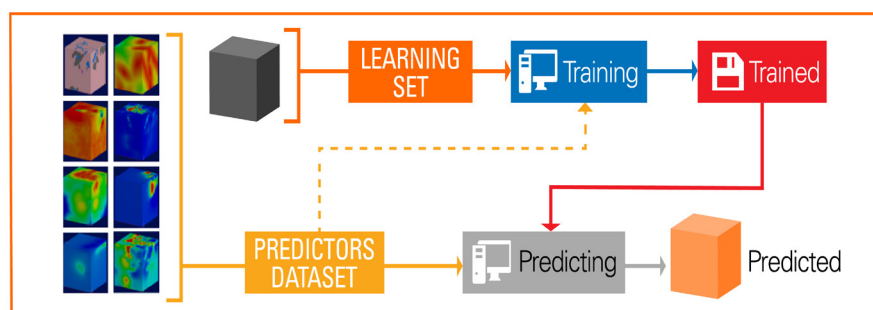 LEARNING
SET
Training
Trained
PREDICTORS
DATASET
Predicting
Predicted